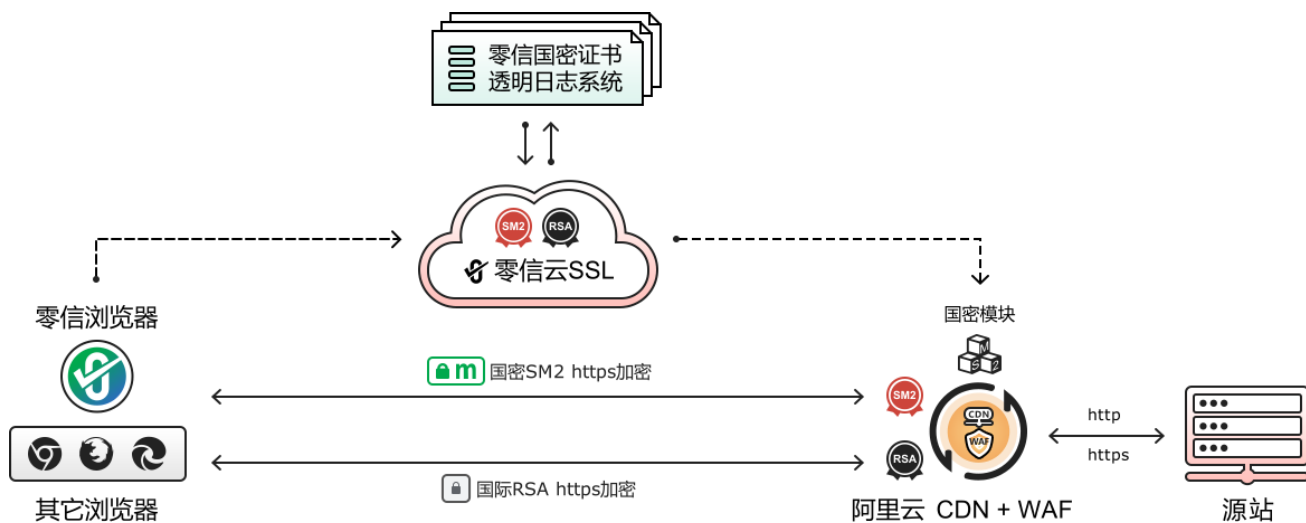 零信国密证书
透明日志系统
SM2 RSA
零信云SSL
零信浏览器
国密模块
M
S 2
m 国密SM2 https加密
SM2
CDN
WAF
http
https
RSA
国际RSA https加密
其它浏览器
阿里云 CDN + WAF
源站